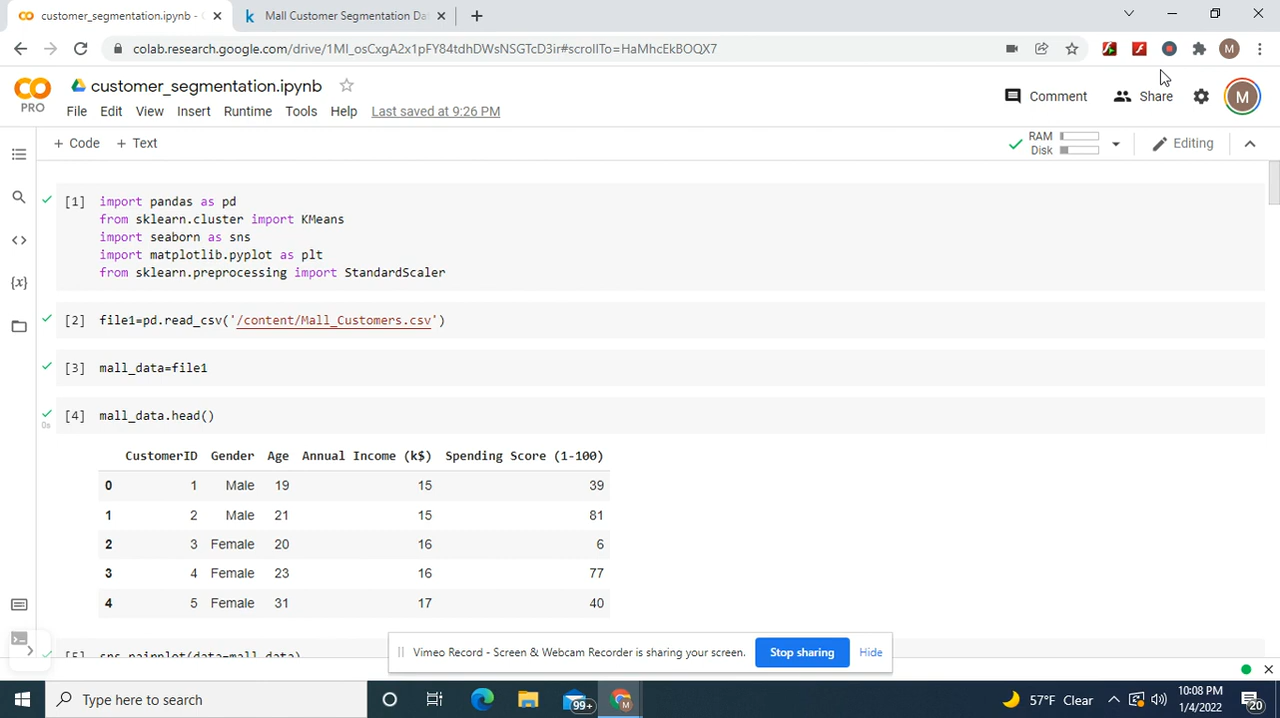 customer_segmentation.ipynb -
Mall Customer Segmentation Da
colab.research.google.com/drive/1Ml_osCxgA2x1pFY84tdhDWsNSGTcD3ir#scrollTo=HaMhcEkBOQX7
M
PRO
customer_segmentation.ipynb
Comment
Share
M
File Edit View Insert Runtime Tools Help Last saved at 9:26 PM
+ Code + Text
RAM
Disk
Editing
[1] import pandas as pd
from sklearn.cluster import KMeans
import seaborn as sns
import matplotlib.pyplot as plt
from sklearn.preprocessing import StandardScaler
[2] file1=pd.read_csv('/content/Mall_Customers.csv')
[3] mall_data=file1
[4] mall_data.head()
0s
CustomerID Gender Age Annual Income (k$) Spending Score (1-100)
0 1 Male 19 15 39
1 2 Male 21 15 81
2 3 Female 20 16 6
3 4 Female 23 16 77
4 5 Female 31 17 40
[5] sns.pairplot(data=mall_data)
Vimeo Record - Screen & Webcam Recorder is sharing your screen.
Stop sharing
Hide
Type here to search
99+
M
57°F Clear
10:08 PM
1/4/2022
20